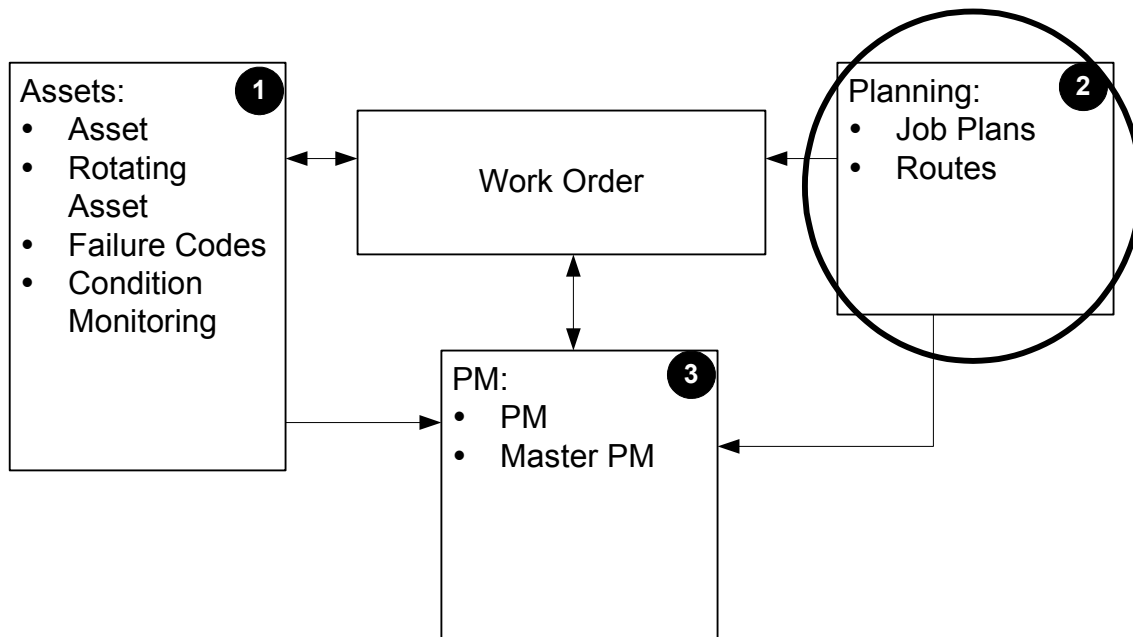 Assets:
1
• Asset
• Rotating
Asset
• Failure Codes
• Condition
Monitoring
Work Order
Planning:
2
• Job Plans
• Routes
PM:
3
• PM
• Master PM